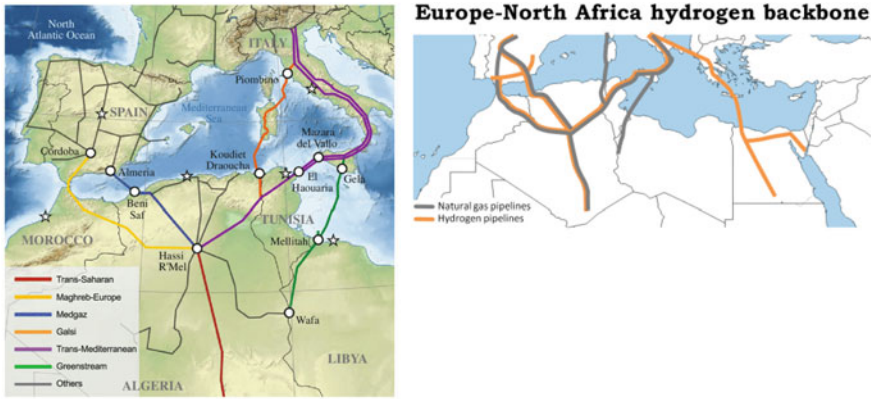 North
Atlantic Ocean
ITALY
Piombino
SPAIN
Mediterranean
Sea
Córdoba
Almeria
Koudiet
Draoucha
Mazara
del Vallo
El
Haouaria
Gela
Beni
Saf
TUNISIA
MOROCCO
Hassi
R'Mel
Mellitah
Wafa
LIBYA
ALGERIA
Trans-Saharan
Maghreb-Europe
Medgaz
Galsi
Trans-Mediterranean
Greenstream
Others
Europe-North Africa hydrogen backbone
Natural gas pipelines
Hydrogen pipelines